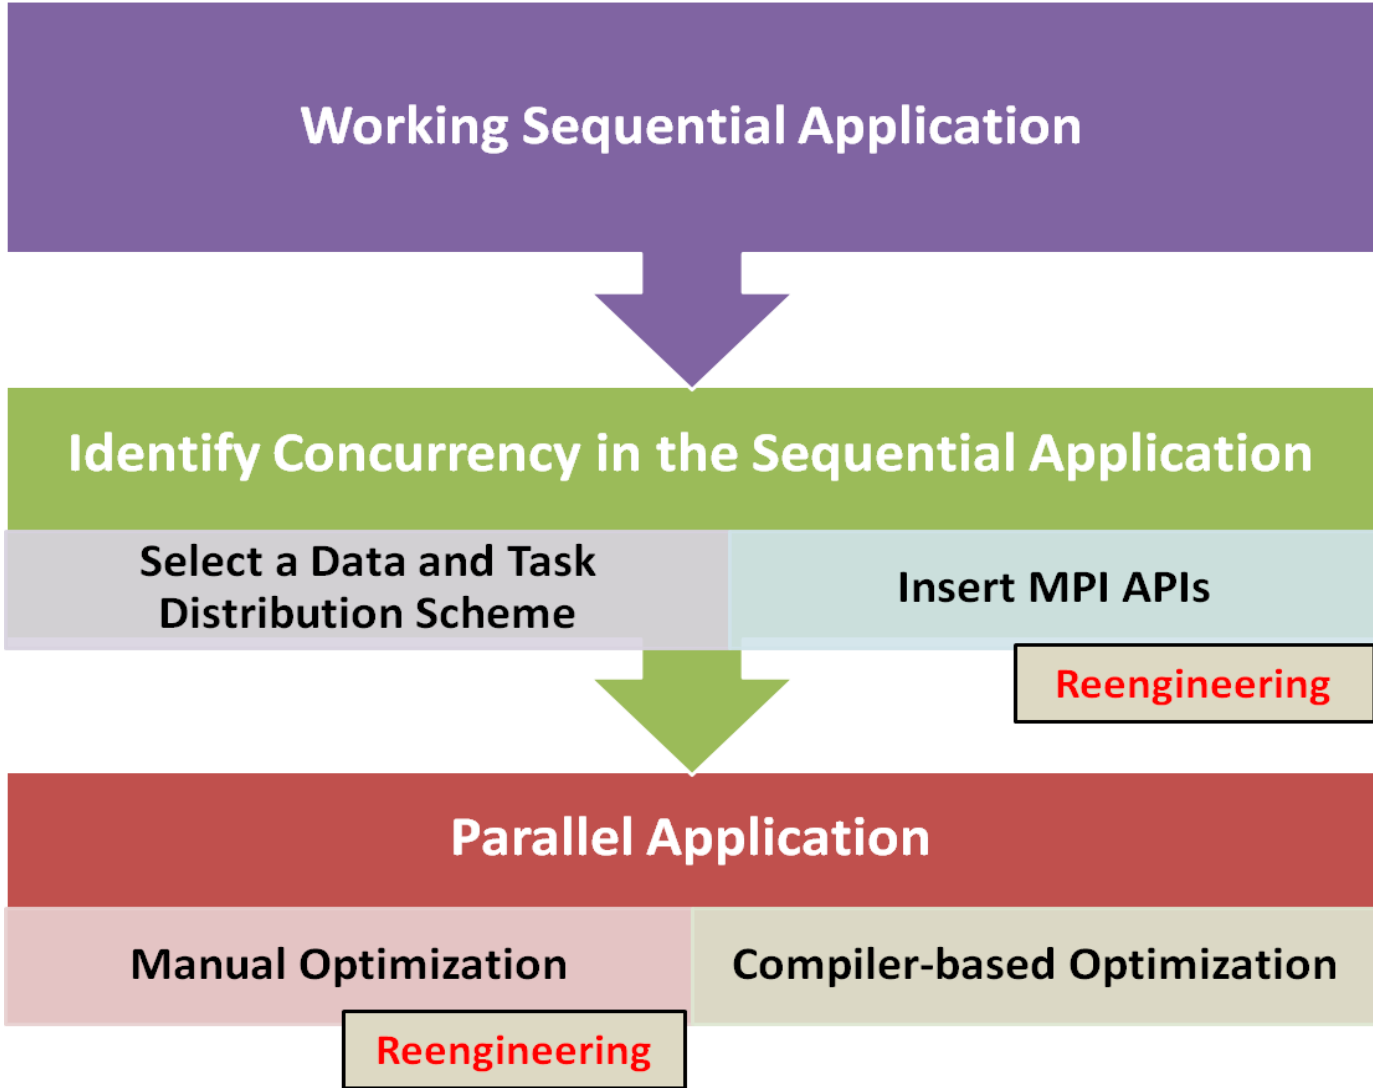 Working Sequential Application
Identify Concurrency in the Sequential Application
Select a Data and Task
Distribution Scheme
Insert MPI APIs
Reengineering
Parallel Application
Manual Optimization
Compiler-based Optimization
Reengineering